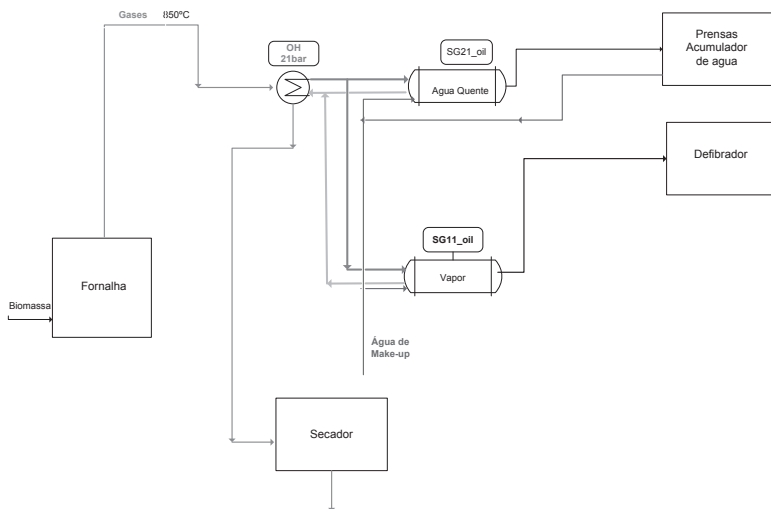 Gases 850ºC
OH
21bar
SG21_oil
Agua Quente
Prensas
Acumulador
de agua
Defibrador
SG11_oil
Vapor
Fornalha
Biomassa
Água de
Make-up
Secador